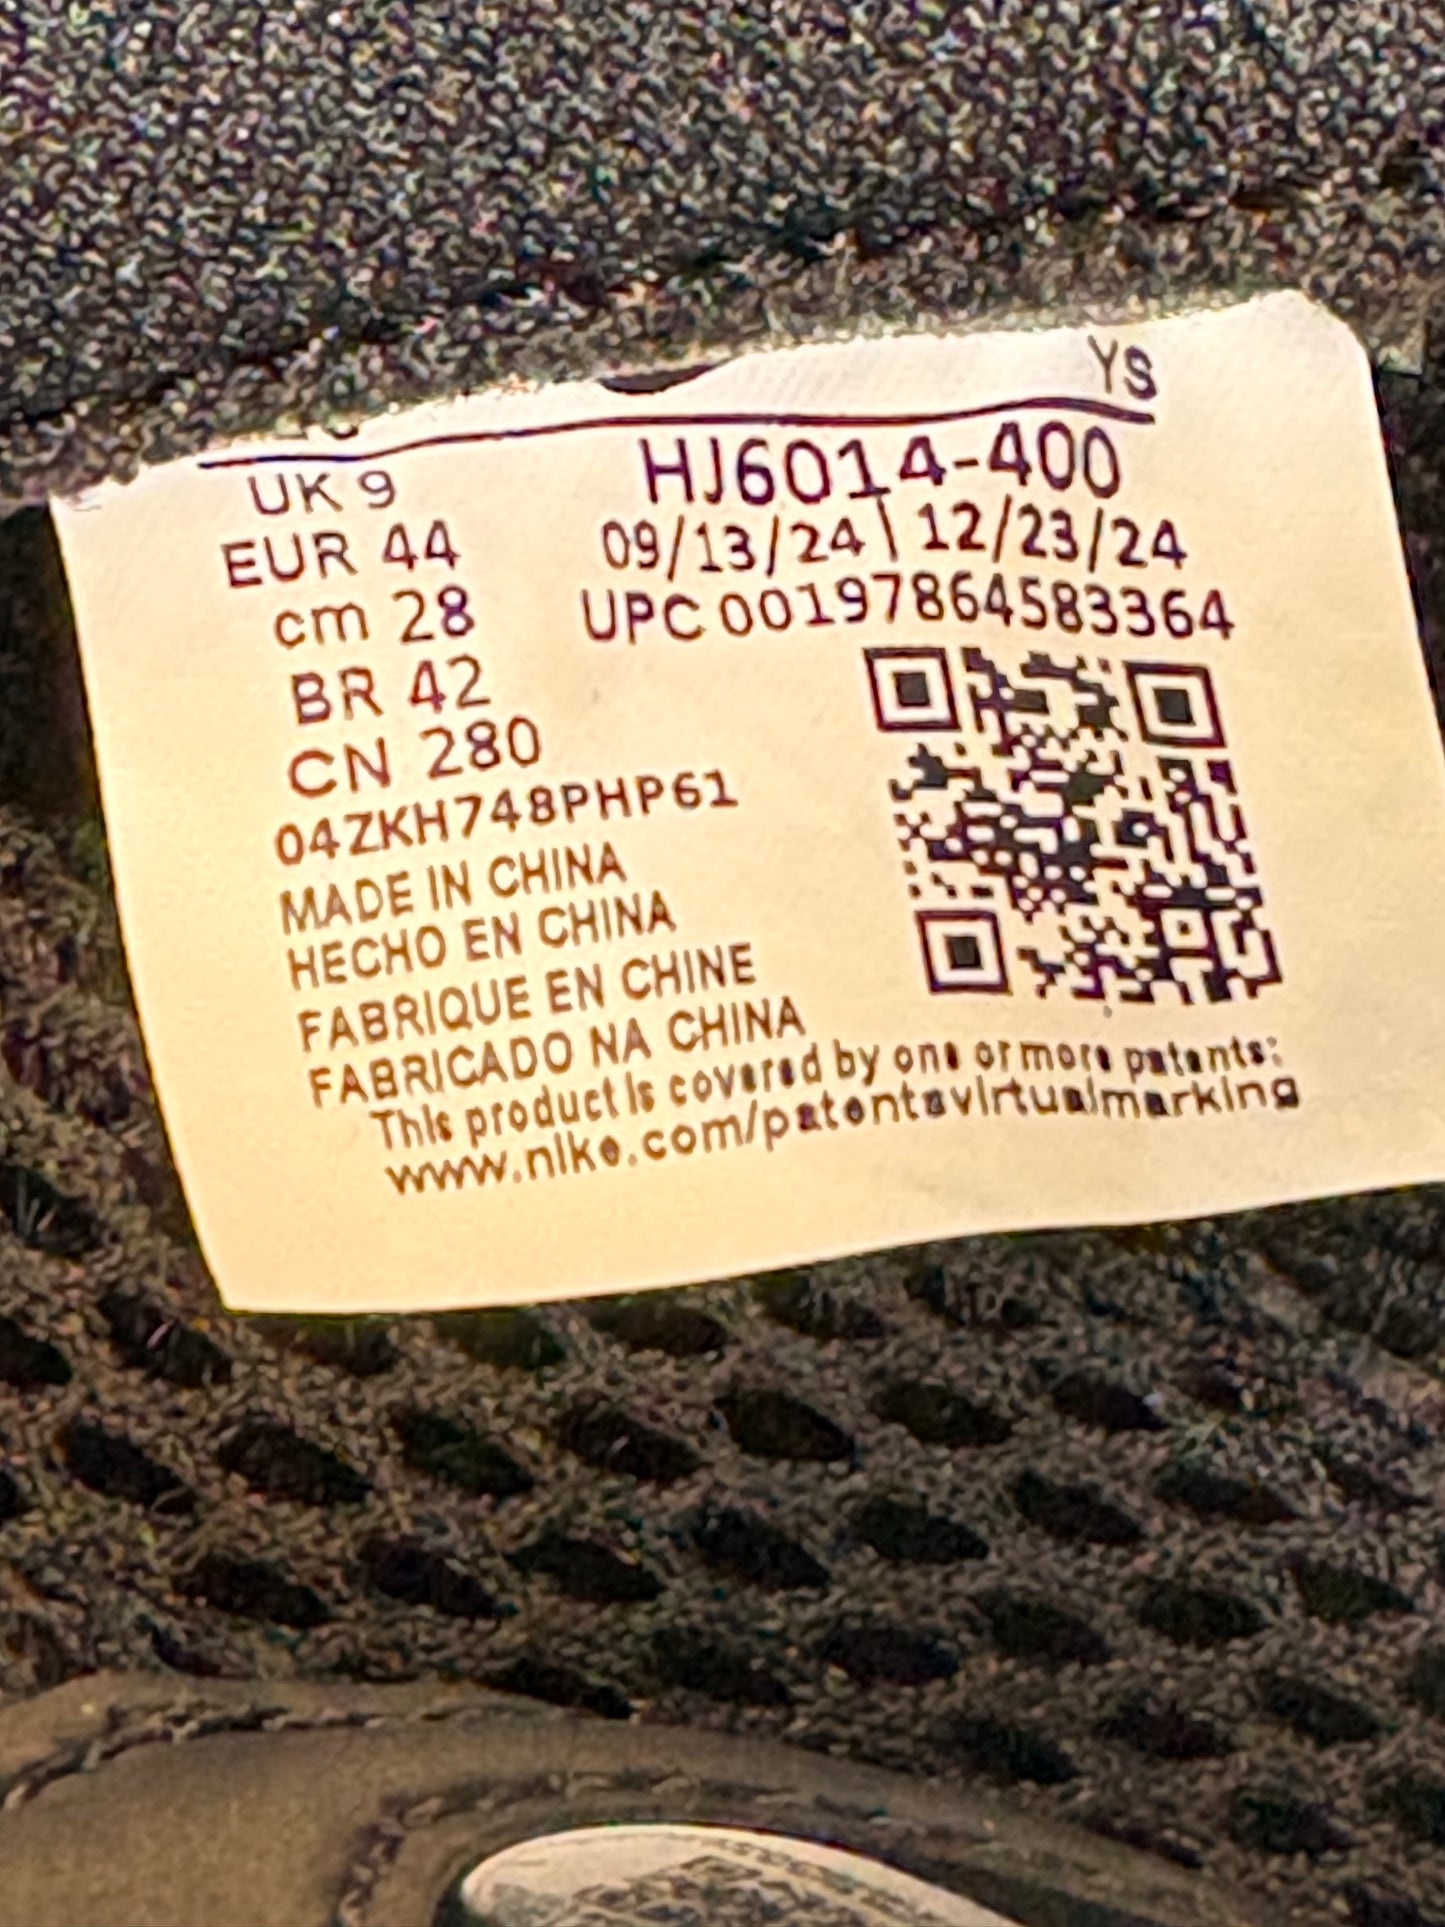 YS
UK 9
HJ6014-400
EUR 44
09/13/24 | 12/23/24
cm 28
UPC 00197864583364
BR 42
CN 280
04ZKH748PHP61
MADE IN CHINA
HECHO EN CHINA
FABRIQUE EN CHINE
FABRICADO NA CHINA
This product is covered by one or more patents:
www.nike.com/patentsvirtualmarking